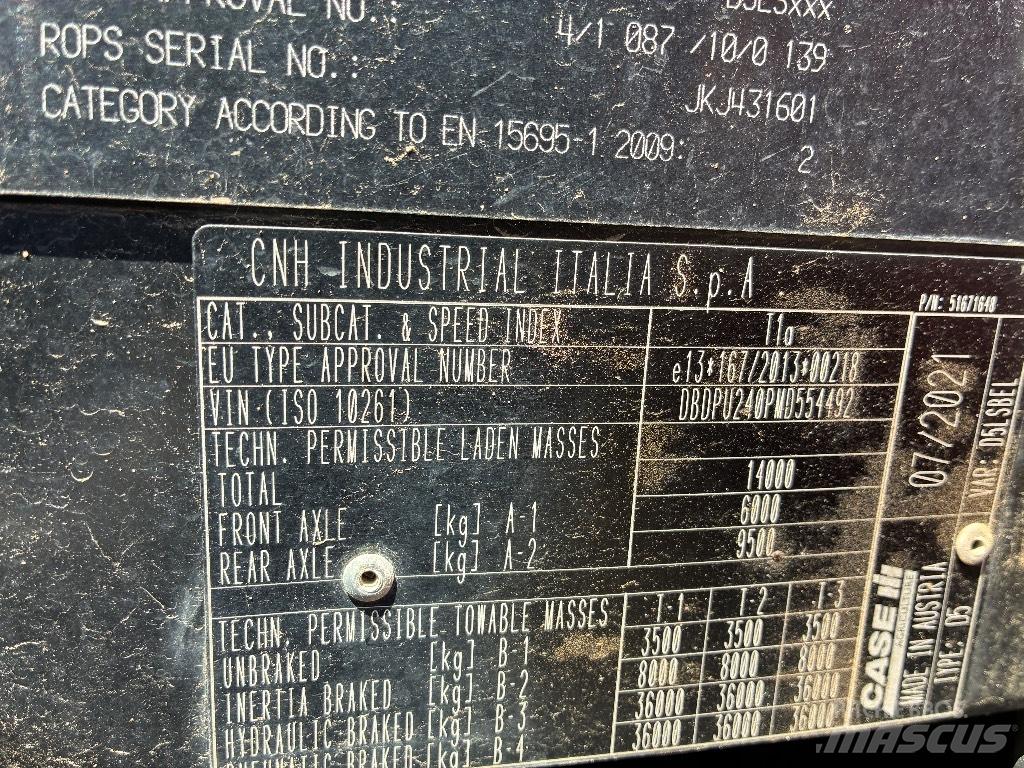 APPROVAL NO.:
ROPS SERIAL NO.: 4/1 087 /10/0 139
CATEGORY ACCORDING TO EN 15695-1 2009: JKJ431601
2
CNH INDUSTRIAL ITALIA S.p.A
P/N: 51671640
CAT., SUBCAT. & SPEED INDEX T1a
EU TYPE APPROVAL NUMBER e13*167/2013*00218
VIN (ISO 10261) DBDPU240PMD554492
TECHN. PERMISSIBLE LADEN MASSES
TOTAL 14000
FRONT AXLE [kg] A-1 6000
REAR AXLE [kg] A-2 9500
TECHN. PERMISSIBLE TOWABLE MASSES T-1 T-2 T-3
UNBRAKED [kg] B-1 3500 3500 3500
INERTIA BRAKED [kg] B-2 8000 8000 8000
HYDRAULIC BRAKED [kg] B-3 36000 36000 36000
PNEUMATIC BRAKED [kg] B-4 36000 36000 36000
07/2021
VAR: D5LSBEL
CASE IH
MADE IN AUSTRIA
TYPE: D5
MASCUS